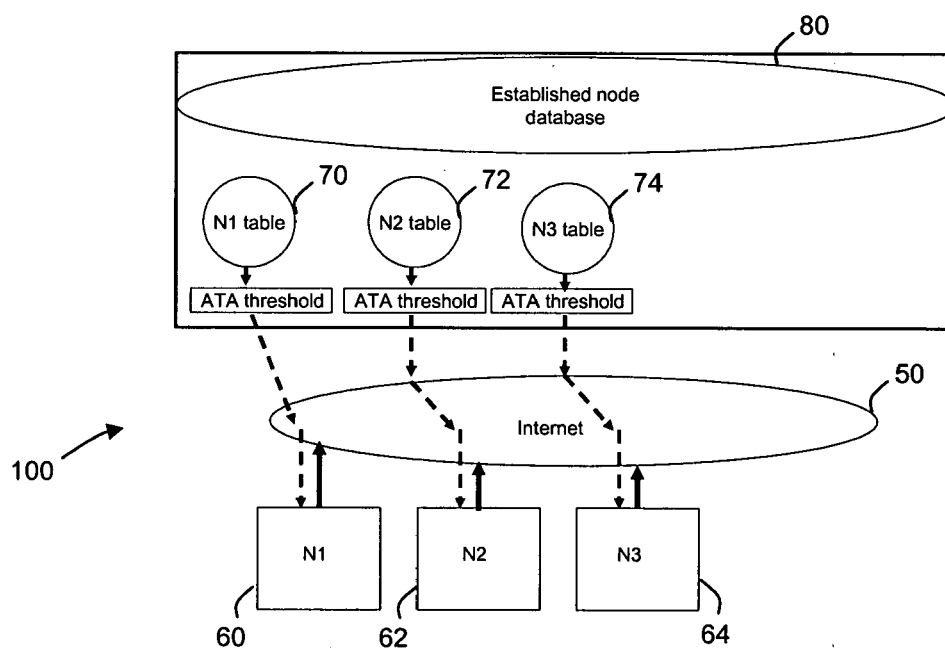 80
Established node
database
70
72
74
N1 table
N2 table
N3 table
ATA threshold
ATA threshold
ATA threshold
50
Internet
100
N1
N2
N3
60
62
64